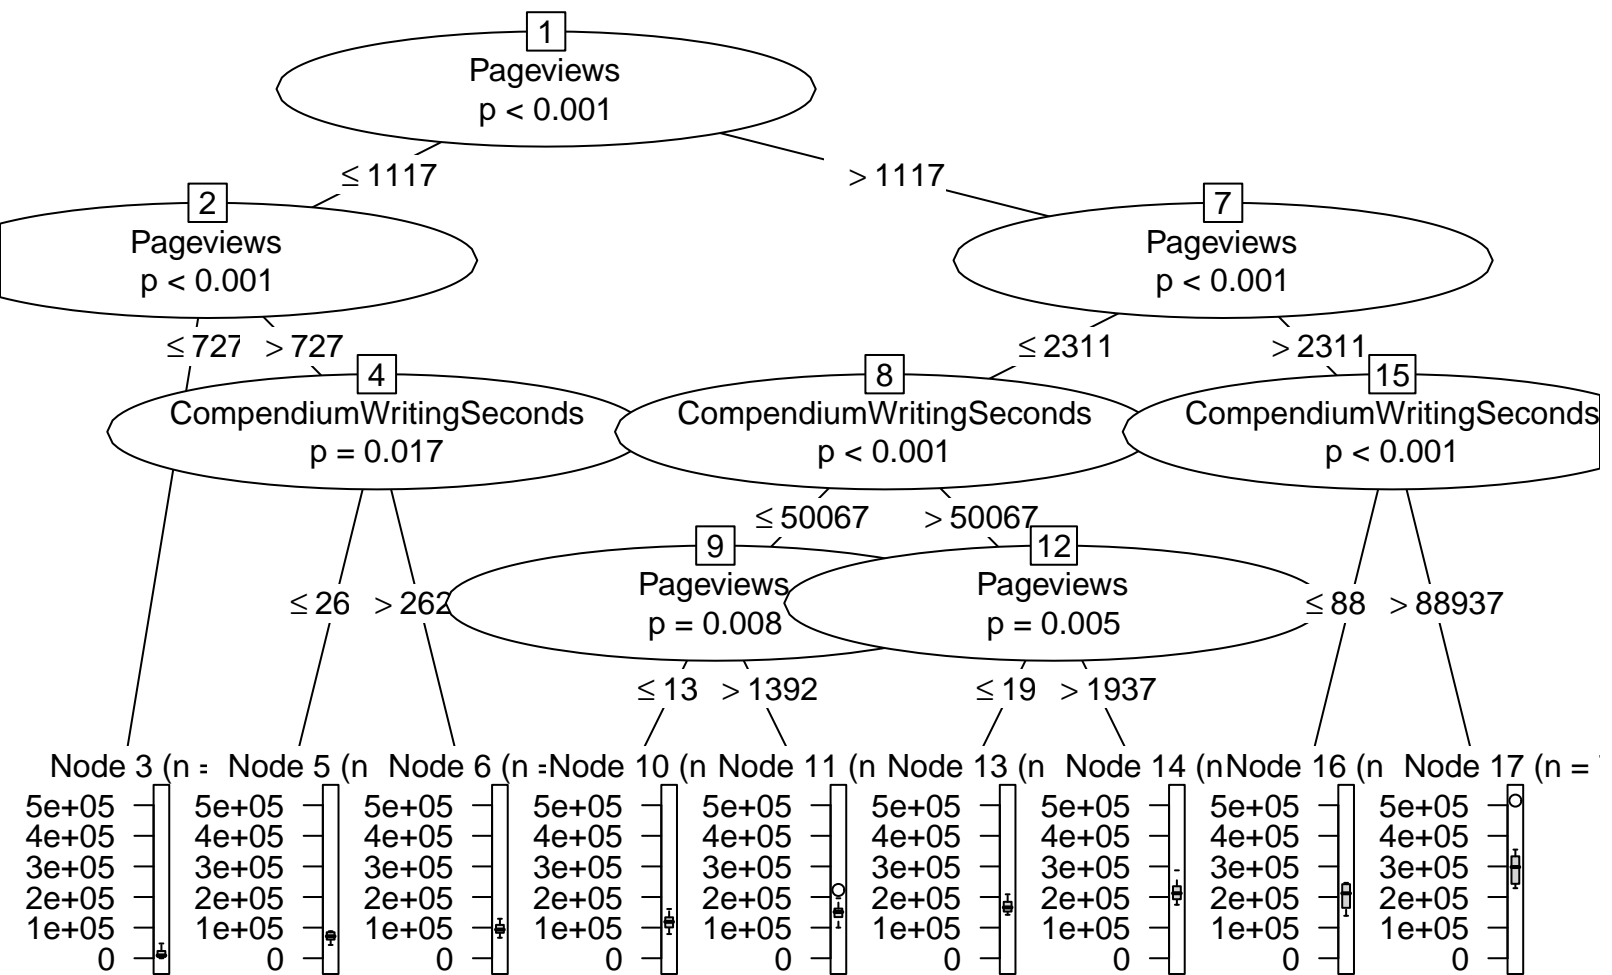 1
Pageviews
p < 0.001
≤ 1117
> 1117
2
Pageviews
p < 0.001
7
Pageviews
p < 0.001
≤ 727
> 727
≤ 2311
> 2311
4
CompendiumWritingSeconds
p = 0.017
8
CompendiumWritingSeconds
p < 0.001
15
CompendiumWritingSeconds
p < 0.001
≤ 50067
> 50067
9
Pageviews
p = 0.008
12
Pageviews
p = 0.005
≤ 26
> 262
≤ 88
> 88937
≤ 13
> 1392
≤ 19
> 1937
Node 3 (n =
Node 5 (n
Node 6 (n =
Node 10 (n
Node 11 (n
Node 13 (n
Node 14 (n
Node 16 (n
Node 17 (n =
5e+05
4e+05
3e+05
2e+05
1e+05
0
5e+05
4e+05
3e+05
2e+05
1e+05
0
5e+05
4e+05
3e+05
2e+05
1e+05
0
5e+05
4e+05
3e+05
2e+05
1e+05
0
5e+05
4e+05
3e+05
2e+05
1e+05
0
5e+05
4e+05
3e+05
2e+05
1e+05
0
5e+05
4e+05
3e+05
2e+05
1e+05
0
5e+05
4e+05
3e+05
2e+05
1e+05
0
5e+05
4e+05
3e+05
2e+05
1e+05
0